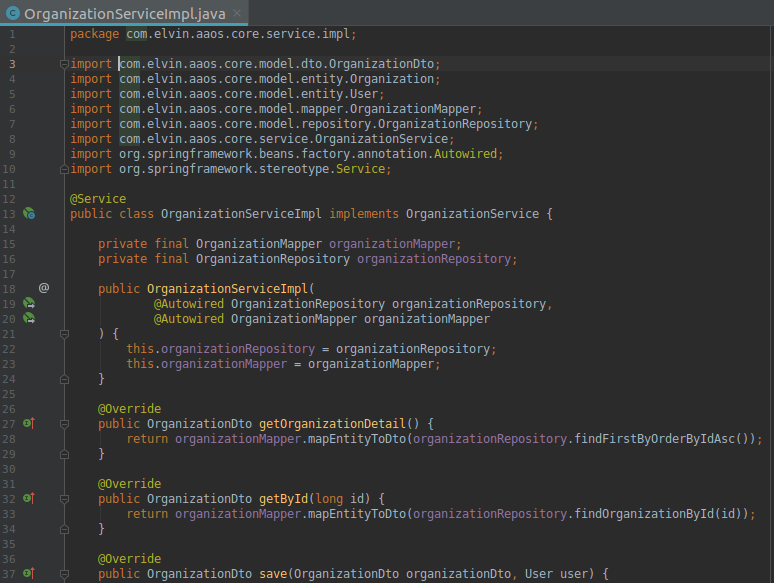 OrganizationServiceImpl.java ×
1 package com.elvin.aaos.core.service.impl;
2
3 import com.elvin.aaos.core.model.dto.OrganizationDto;
4 import com.elvin.aaos.core.model.entity.Organization;
5 import com.elvin.aaos.core.model.entity.User;
6 import com.elvin.aaos.core.model.mapper.OrganizationMapper;
7 import com.elvin.aaos.core.model.repository.OrganizationRepository;
8 import com.elvin.aaos.core.service.OrganizationService;
9 import org.springframework.beans.factory.annotation.Autowired;
10 import org.springframework.stereotype.Service;
11
12 @Service
13 public class OrganizationServiceImpl implements OrganizationService {
14
15     private final OrganizationMapper organizationMapper;
16     private final OrganizationRepository organizationRepository;
17
18 @     public OrganizationServiceImpl(
19             @Autowired OrganizationRepository organizationRepository,
20             @Autowired OrganizationMapper organizationMapper
21     ) {
22         this.organizationRepository = organizationRepository;
23         this.organizationMapper = organizationMapper;
24     }
25
26     @Override
27     public OrganizationDto getOrganizationDetail() {
28         return organizationMapper.mapEntityToDto(organizationRepository.findFirstByOrderByIdAsc());
29     }
30
31     @Override
32     public OrganizationDto getById(long id) {
33         return organizationMapper.mapEntityToDto(organizationRepository.findOrganizationById(id));
34     }
35
36     @Override
37     public OrganizationDto save(OrganizationDto organizationDto, User user) {